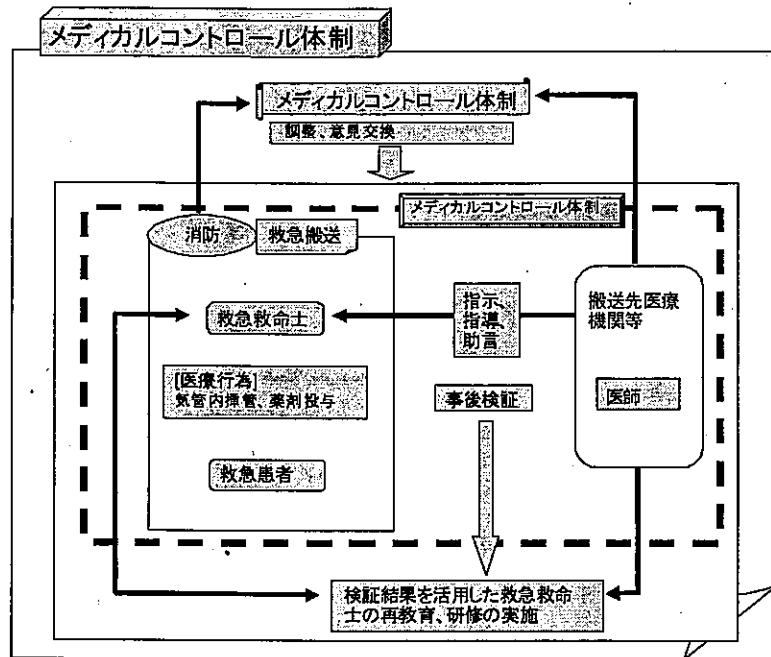 メディカルコントロール体制
メディカルコントロール体制
調整、意見交換
メディカルコントロール体制
消防
救急搬送
救急救命士
指示、
指導、
助言
搬送先医療
機関等
[医療行為]
気管内挿管、薬剤投与
事後検証
医師
救急患者
検証結果を活用した救急救命
士の再教育、研修の実施